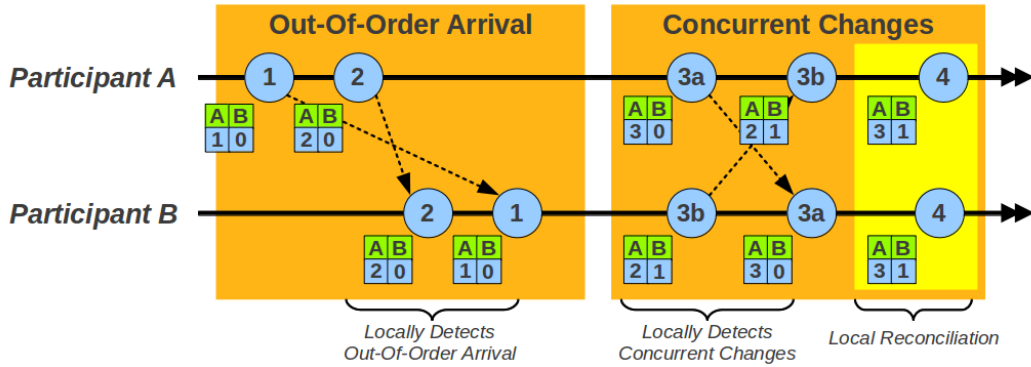 Out-Of-Order Arrival
Concurrent Changes
Participant A
1
2
3a
3b
4
A B
1 0
A B
2 0
A B
3 0
A B
2 1
A B
3 1
Participant B
2
1
3b
3a
4
A B
2 0
A B
1 0
A B
2 1
A B
3 0
A B
3 1
Locally Detects
Out-Of-Order Arrival
Locally Detects
Concurrent Changes
Local Reconciliation